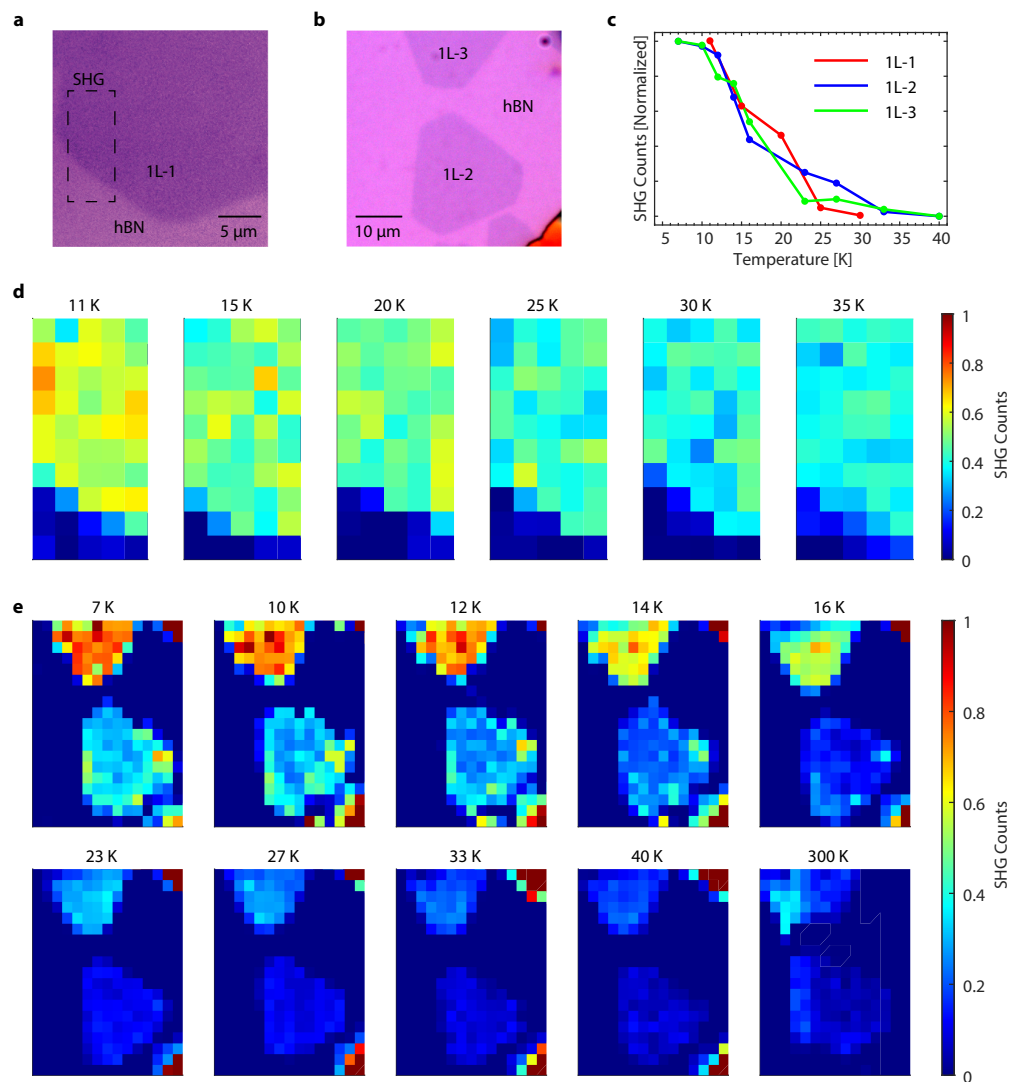 a
SHG
1L-1
hBN
5 μm
b
1L-3
hBN
1L-2
10 μm
c
SHG Counts [Normalized]
1L-1
1L-2
1L-3
5 10 15 20 25 30 35 40
Temperature [K]
d
11 K 15 K 20 K 25 K 30 K 35 K
1
0.8
0.6
0.4
0.2
0
SHG Counts
e
7 K 10 K 12 K 14 K 16 K
23 K 27 K 33 K 40 K 300 K
1
0.8
0.6
0.4
0.2
0
SHG Counts